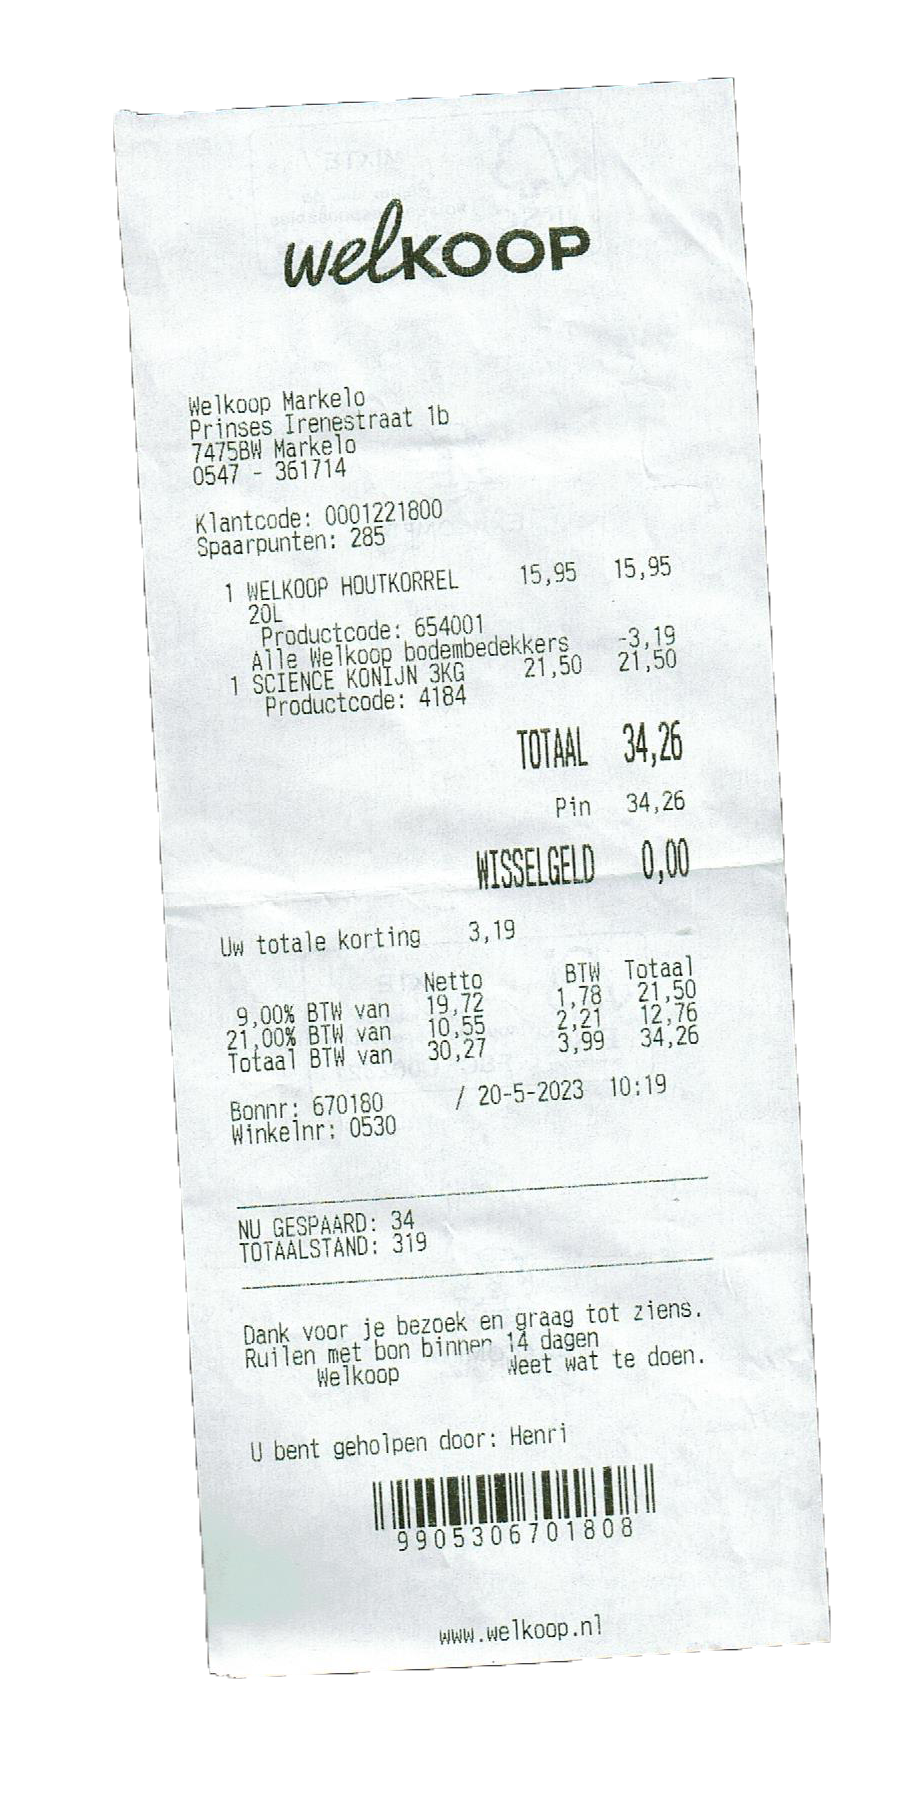 welkoop
Welkoop Markelo
Prinses Irenestraat 1b
7475BW Markelo
0547 - 361714
Klantcode: 0001221800
Spaarpunten: 285
1 WELKOOP HOUTKORREL 15,95 15,95
20L
Productcode: 654001
Alle Welkoop bodembedekkers -3,19
1 SCIENCE KONIJN 3KG 21,50 21,50
Productcode: 4184
TOTAAL 34,26
Pin 34,26
WISSELGELD 0,00
Uw totale korting 3,19
Netto BTW Totaal
9,00% BTW van 19,72 1,78 21,50
21,00% BTW van 10,55 2,21 12,76
Totaal BTW van 30,27 3,99 34,26
Bonnr: 670180 / 20-5-2023 10:19
Winkelnr: 0530
NU GESPAARD: 34
TOTAALSTAND: 319
Dank voor je bezoek en graag tot ziens.
Ruilen met bon binnen 14 dagen
Welkoop Weet wat te doen.
U bent geholpen door: Henri
9905306701808
www.welkoop.nl